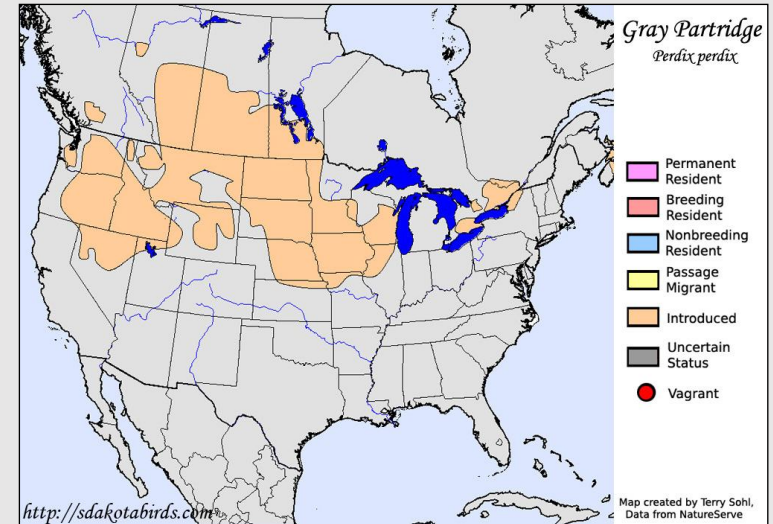 Gray Partridge
Perdix perdix
Permanent
Resident
Breeding
Resident
Nonbreeding
Resident
Passage
Migrant
Introduced
Uncertain
Status
Vagrant
http://sdakotabirds.com
Map created by Terry Sohl,
Data from NatureServe